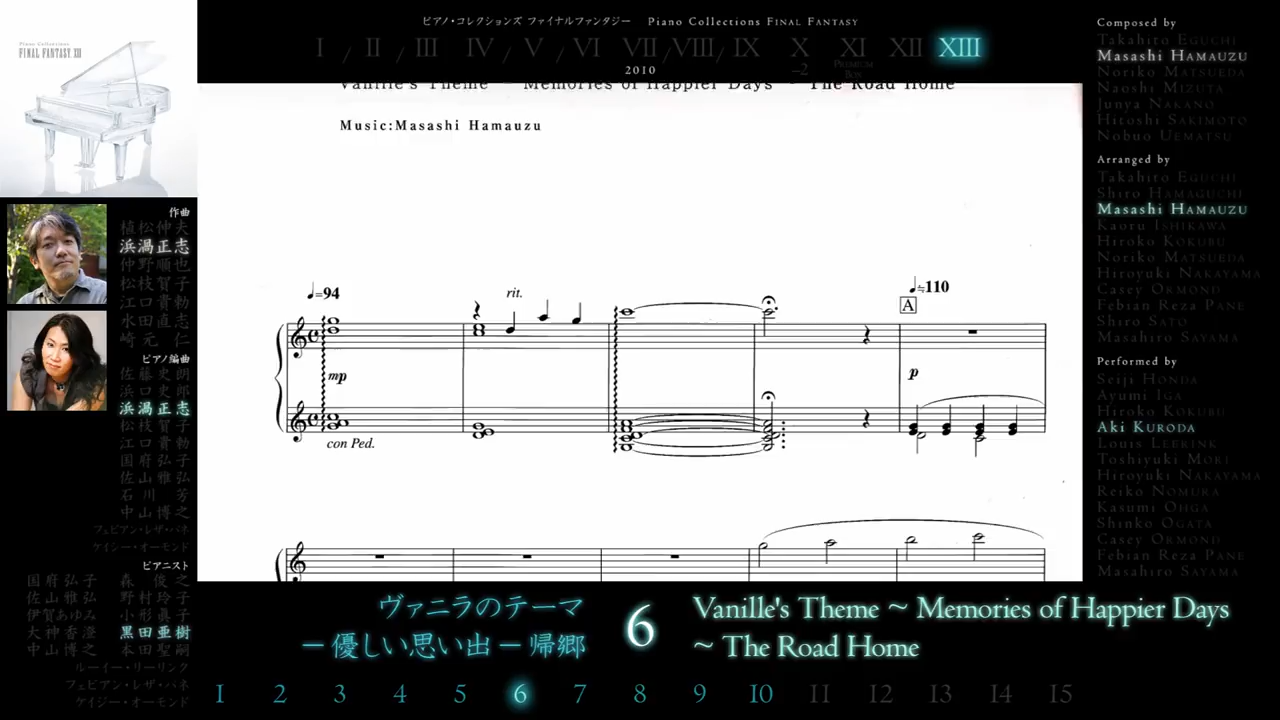 ピアノ・コレクションズ ファイナルファンタジー Piano Collections FINAL FANTASY
I / II / III / IV / V / VI / VII / VIII / IX / X / XI / XII XIII
-2
PREMIUM
BOX
2010
Piano Collections
FINAL FANTASY XIII
作曲
植松伸夫
浜渦正志
仲野順也
松枝賀子
江口貴勅
水田直志
崎元 仁
ピアノ編曲
佐藤史朗
浜口史郎
浜渦正志
松枝賀子
江口貴勅
国府弘子
佐山雅弘
石川 芳
中山博之
フェビアン・レザ・パネ
ケイシー・オーモンド
ピアニスト
国府弘子 森 俊之
佐山雅弘 野村玲子
伊賀あゆみ 小形眞子
大神香澄 黒田亜樹
中山博之 本田聖嗣
ルーイー・リーリンク
フェビアン・レザ・パネ
ケイジー・オーモンド
Vanille's Theme Memories of Happier Days ~ The Road Home
Music:Masashi Hamauzu
♩=94
rit.
♩≒110
A
mp
p
con Ped.
Composed by
Takahiro EGUCHI
Masashi HAMAUZU
Noriko MATSUEDA
Naoshi MIZUTA
Junya NAKANO
Hitoshi SAKIMOTO
Nobuo UEMATSU
Arranged by
Takahiro EGUCHI
Shiro HAMAGUCHI
Masashi HAMAUZU
Kaoru ISHIKAWA
Hiroko KOKUBU
Noriko MATSUEDA
Hiroyuki NAKAYAMA
Casey ORMOND
Febian Reza PANE
Shiro SATO
Masahiro SAYAMA
Performed by
Seiji HONDA
Ayumi IGA
Hiroko KOKUBU
Aki KURODA
Louis LEERINK
Toshiyuki MORI
Hiroyuki NAKAYAMA
Reiko NOMURA
Kasumi OHGA
Shinko OGATA
Casey ORMOND
Febian Reza PANE
Masahiro SAYAMA
ヴァニラのテーマ
－優しい思い出－帰郷
6
Vanille's Theme ~ Memories of Happier Days
~ The Road Home
1 2 3 4 5 6 7 8 9 10 11 12 13 14 15